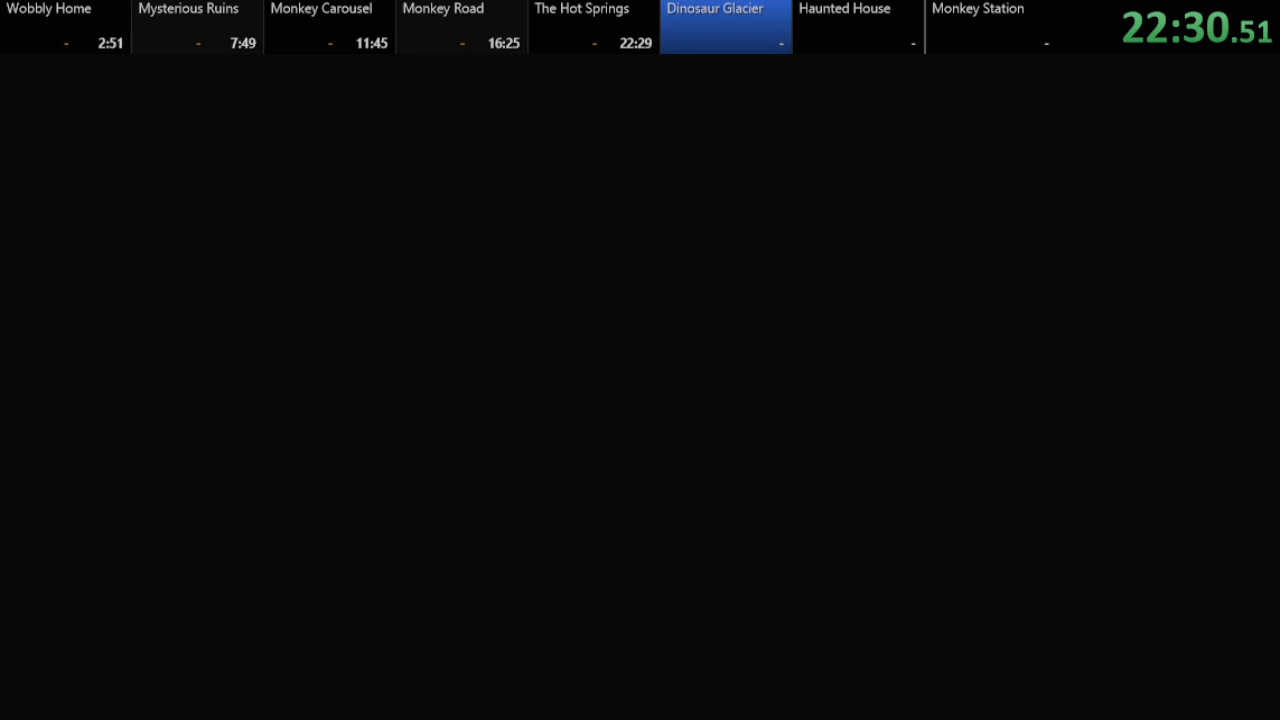 Wobbly Home Mysterious Ruins Monkey Carousel Monkey Road The Hot Springs Dinosaur Glacier Haunted House Monkey Station 22:30.51
- 2:51 - 7:49 - 11:45 - 16:25 - 22:29 - - -